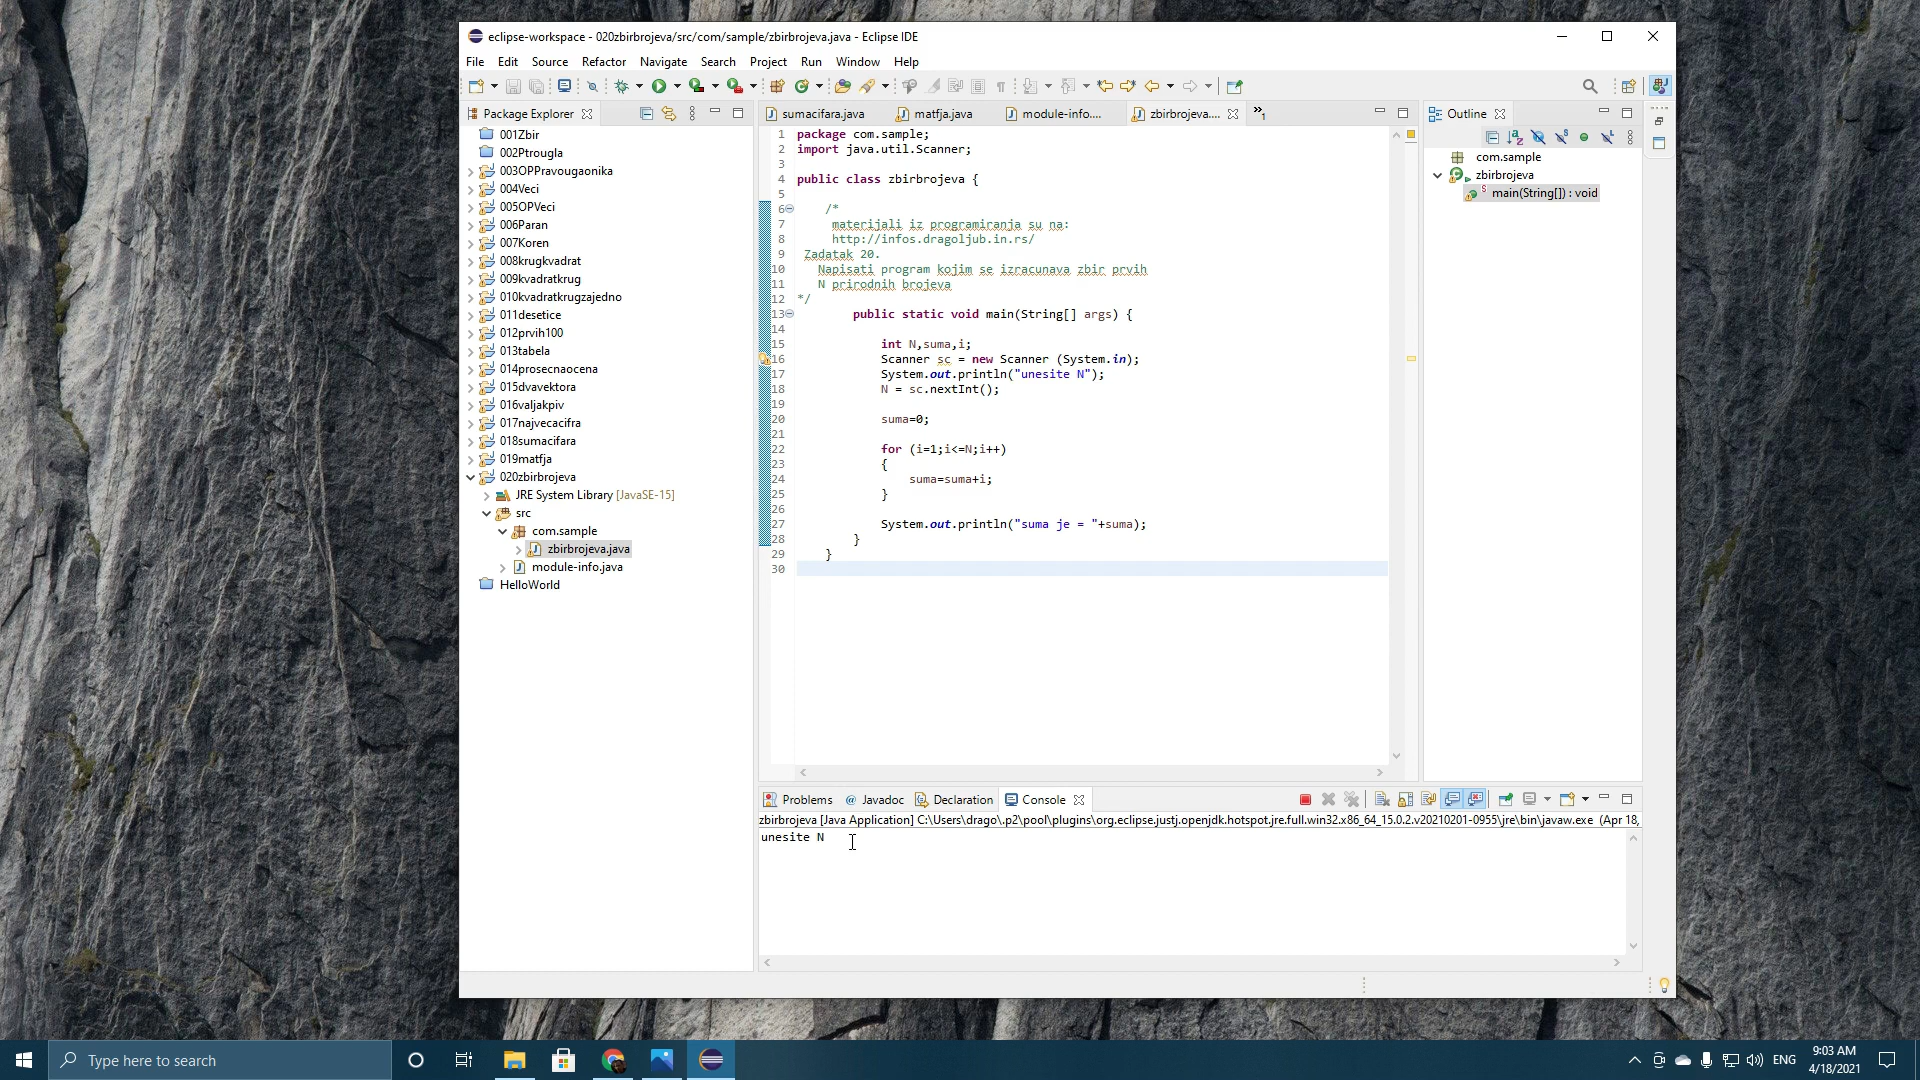 eclipse-workspace - 020zbirbrojeva/src/com/sample/zbirbrojeva.java - Eclipse IDE
File Edit Source Refactor Navigate Search Project Run Window Help
Package Explorer
001Zbir
002Ptrougla
003OPPravougaonika
004Veci
005OPVeci
006Paran
007Koren
008krugkvadrat
009kvadratkrug
010kvadratkrugzajedno
011desetice
012prvih100
013tabela
014prosecnaocena
015dvavektora
016valjakpiv
017najvecacifra
018sumacifara
019matfja
020zbirbrojeva
JRE System Library [JavaSE-15]
src
com.sample
zbirbrojeva.java
module-info.java
HelloWorld
sumacifara.java matfja.java module-info.... zbirbrojeva.... »1
1 package com.sample;
2 import java.util.Scanner;
3
4 public class zbirbrojeva {
5
6 /*
7 materijali iz programiranja su na:
8 http://infos.dragoljub.in.rs/
9 Zadatak 20.
10 Napisati program kojim se izracunava zbir prvih
11 N prirodnih brojeva
12 */
13 public static void main(String[] args) {
14
15 int N,suma,i;
16 Scanner sc = new Scanner (System.in);
17 System.out.println("unesite N");
18 N = sc.nextInt();
19
20 suma=0;
21
22 for (i=1;i<=N;i++)
23 {
24 suma=suma+i;
25 }
26
27 System.out.println("suma je = "+suma);
28 }
29 }
30
Outline
com.sample
zbirbrojeva
main(String[]) : void
Problems @ Javadoc Declaration Console
zbirbrojeva [Java Application] C:\Users\drago\.p2\pool\plugins\org.eclipse.justj.openjdk.hotspot.jre.full.win32.x86_64_15.0.2.v20210201-0955\jre\bin\javaw.exe (Apr 18,
unesite N
Type here to search
ENG
9:03 AM
4/18/2021